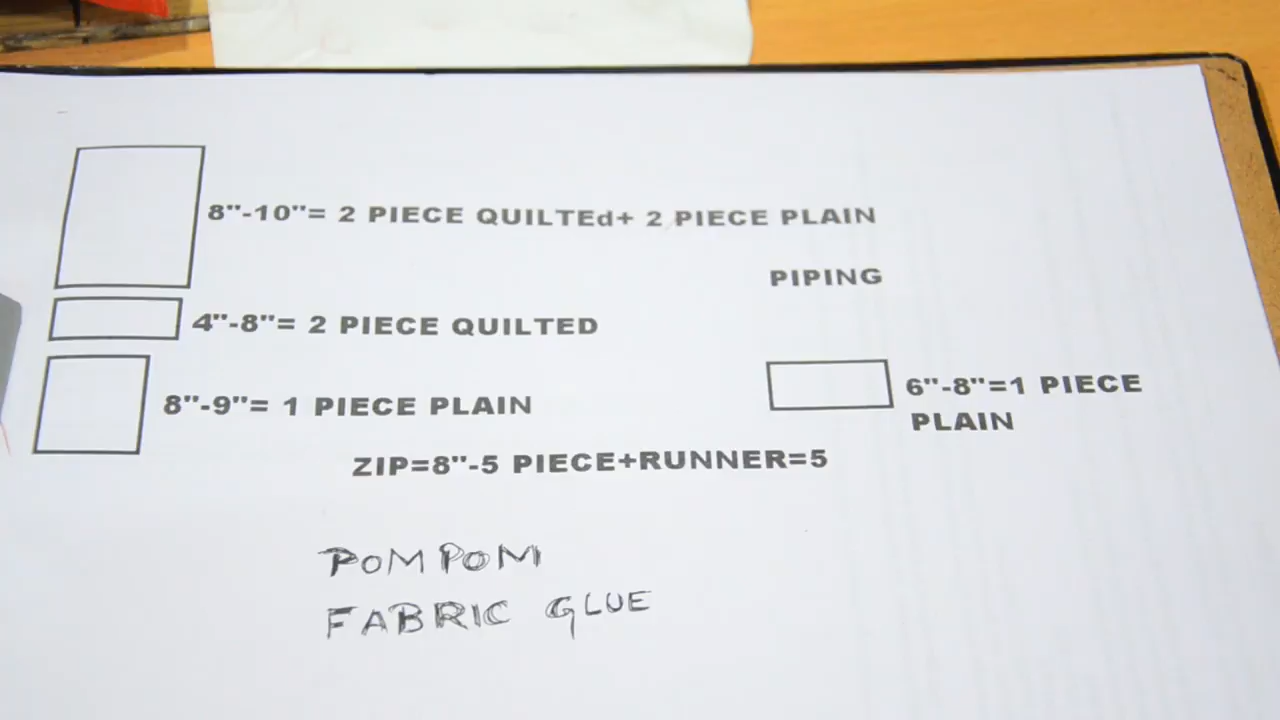 8"-10"= 2 PIECE QUILTEd+ 2 PIECE PLAIN
PIPING
4"-8"= 2 PIECE QUILTED
6"-8"=1 PIECE
PLAIN
8"-9"= 1 PIECE PLAIN
ZIP=8"-5 PIECE+RUNNER=5
POM POM
FABRIC GLUE